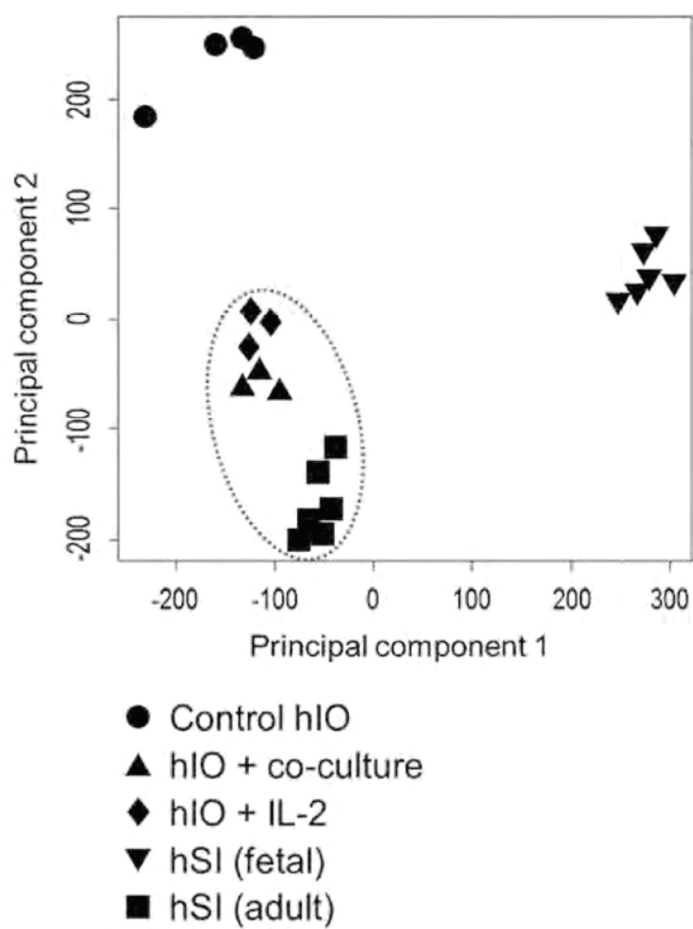 200
100
0
-100
-200
Principal component 2
-200 -100 0 100 200 300
Principal component 1
Control hIO
hIO + co-culture
hIO + IL-2
hSI (fetal)
hSI (adult)